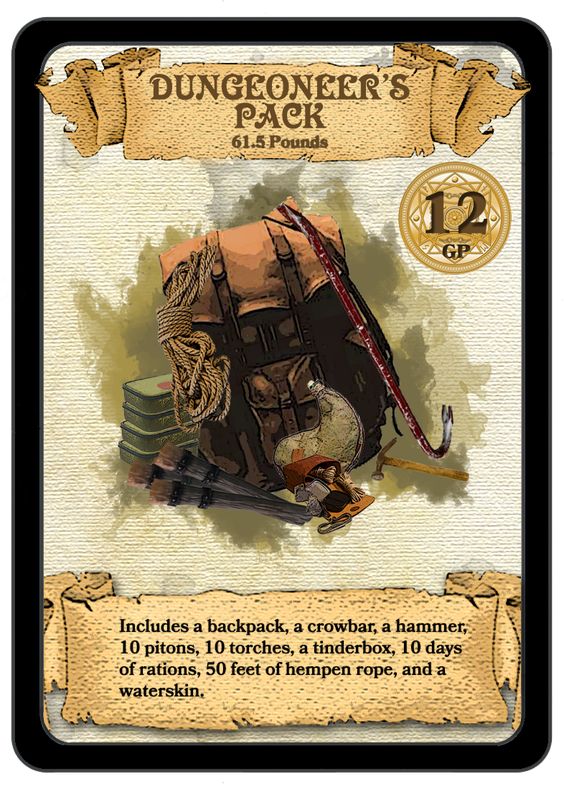 DUNGEONEER'S
PACK
61.5 Pounds
12
GP
Includes a backpack, a crowbar, a hammer,
10 pitons, 10 torches, a tinderbox, 10 days
of rations, 50 feet of hempen rope, and a
waterskin.